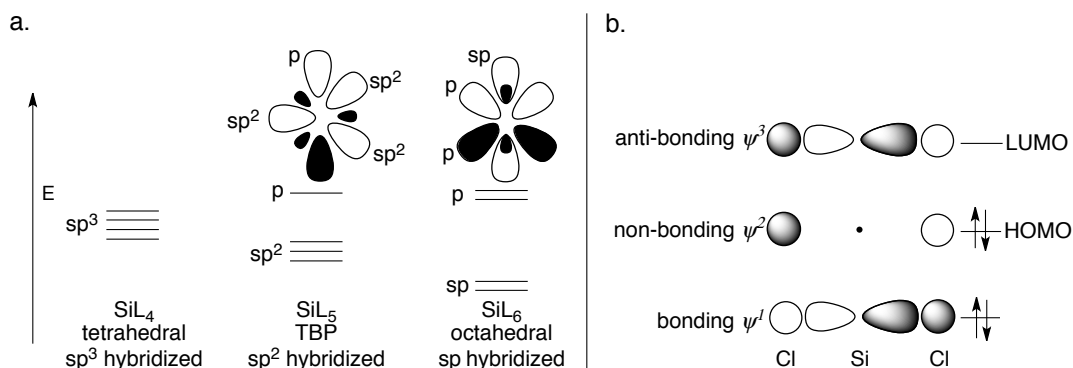 a.
E
sp³
SiL₄
tetrahedral
sp³ hybridized
p
sp²
sp²
sp²
p
sp²
SiL₅
TBP
sp² hybridized
sp
p
p
p
sp
SiL₆
octahedral
sp hybridized
b.
anti-bonding ψ³
LUMO
non-bonding ψ²
HOMO
bonding ψ¹
Cl Si Cl